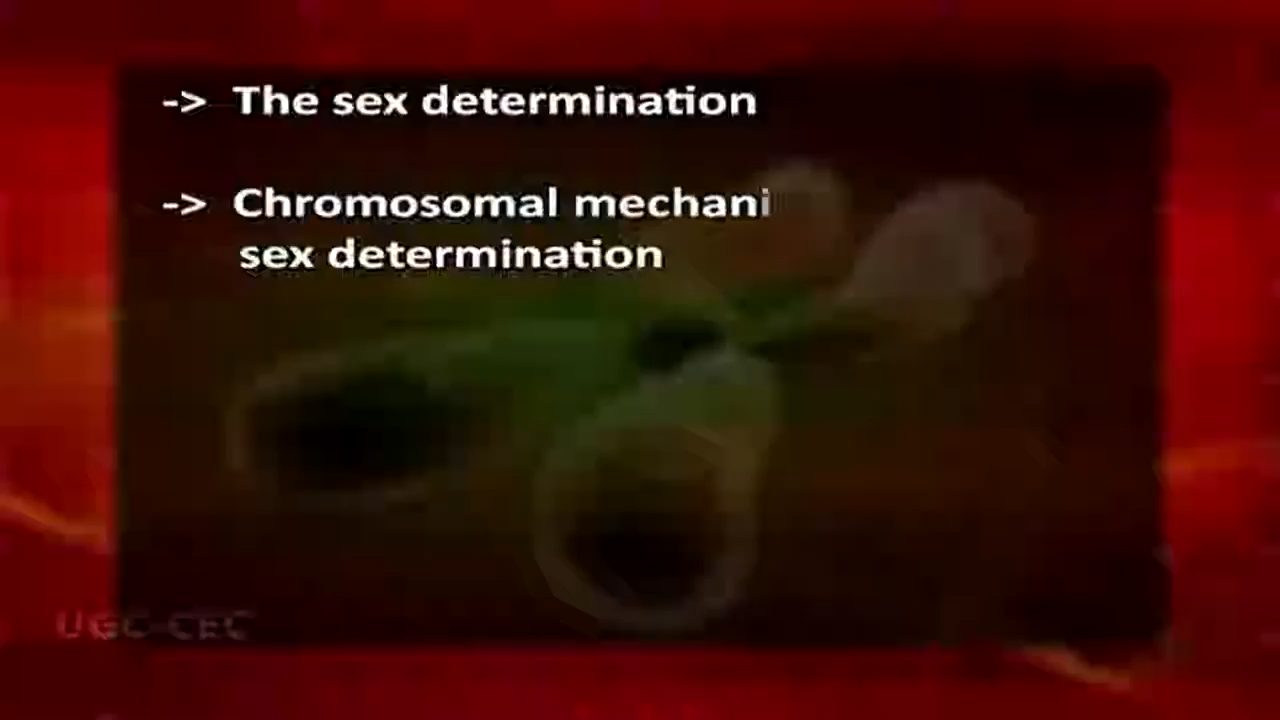 -> The sex determination
-> Chromosomal mechani
sex determination
UGC-CEC